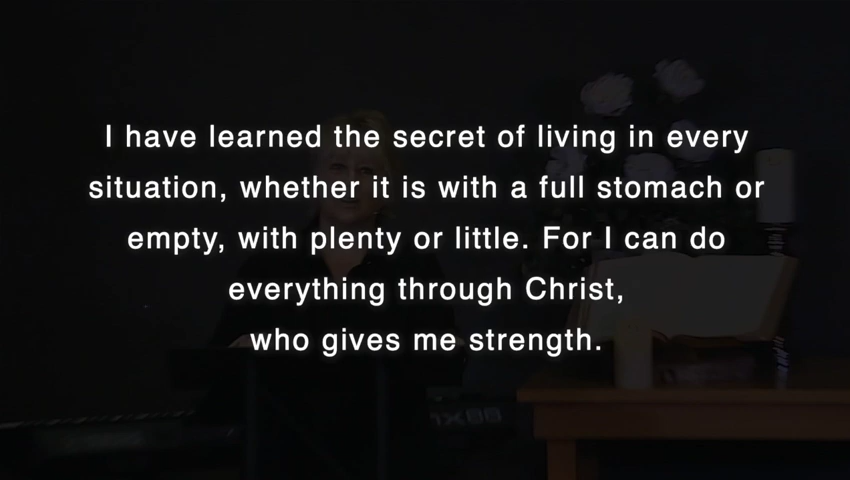 I have learned the secret of living in every
situation, whether it is with a full stomach or
empty, with plenty or little. For I can do
everything through Christ,
who gives me strength.